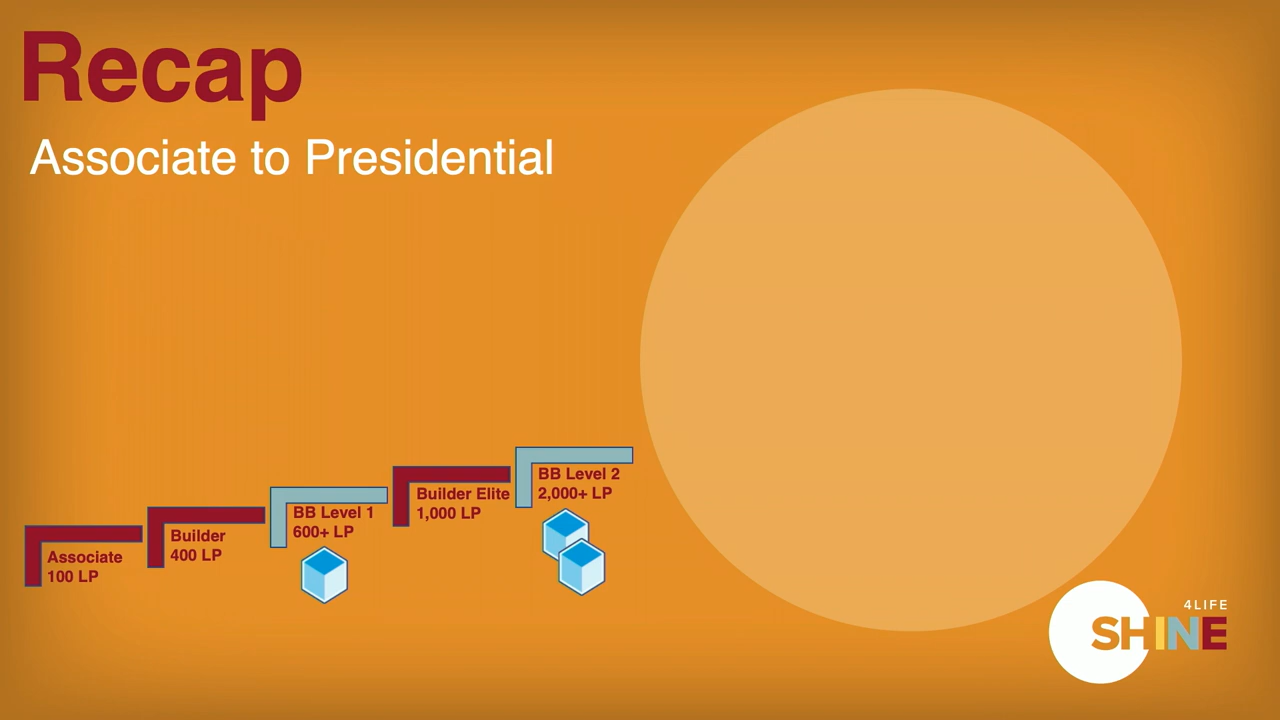 Recap
Associate to Presidential
Associate
100 LP
Builder
400 LP
BB Level 1
600+ LP
Builder Elite
1,000 LP
BB Level 2
2,000+ LP
4LIFE
SHINE